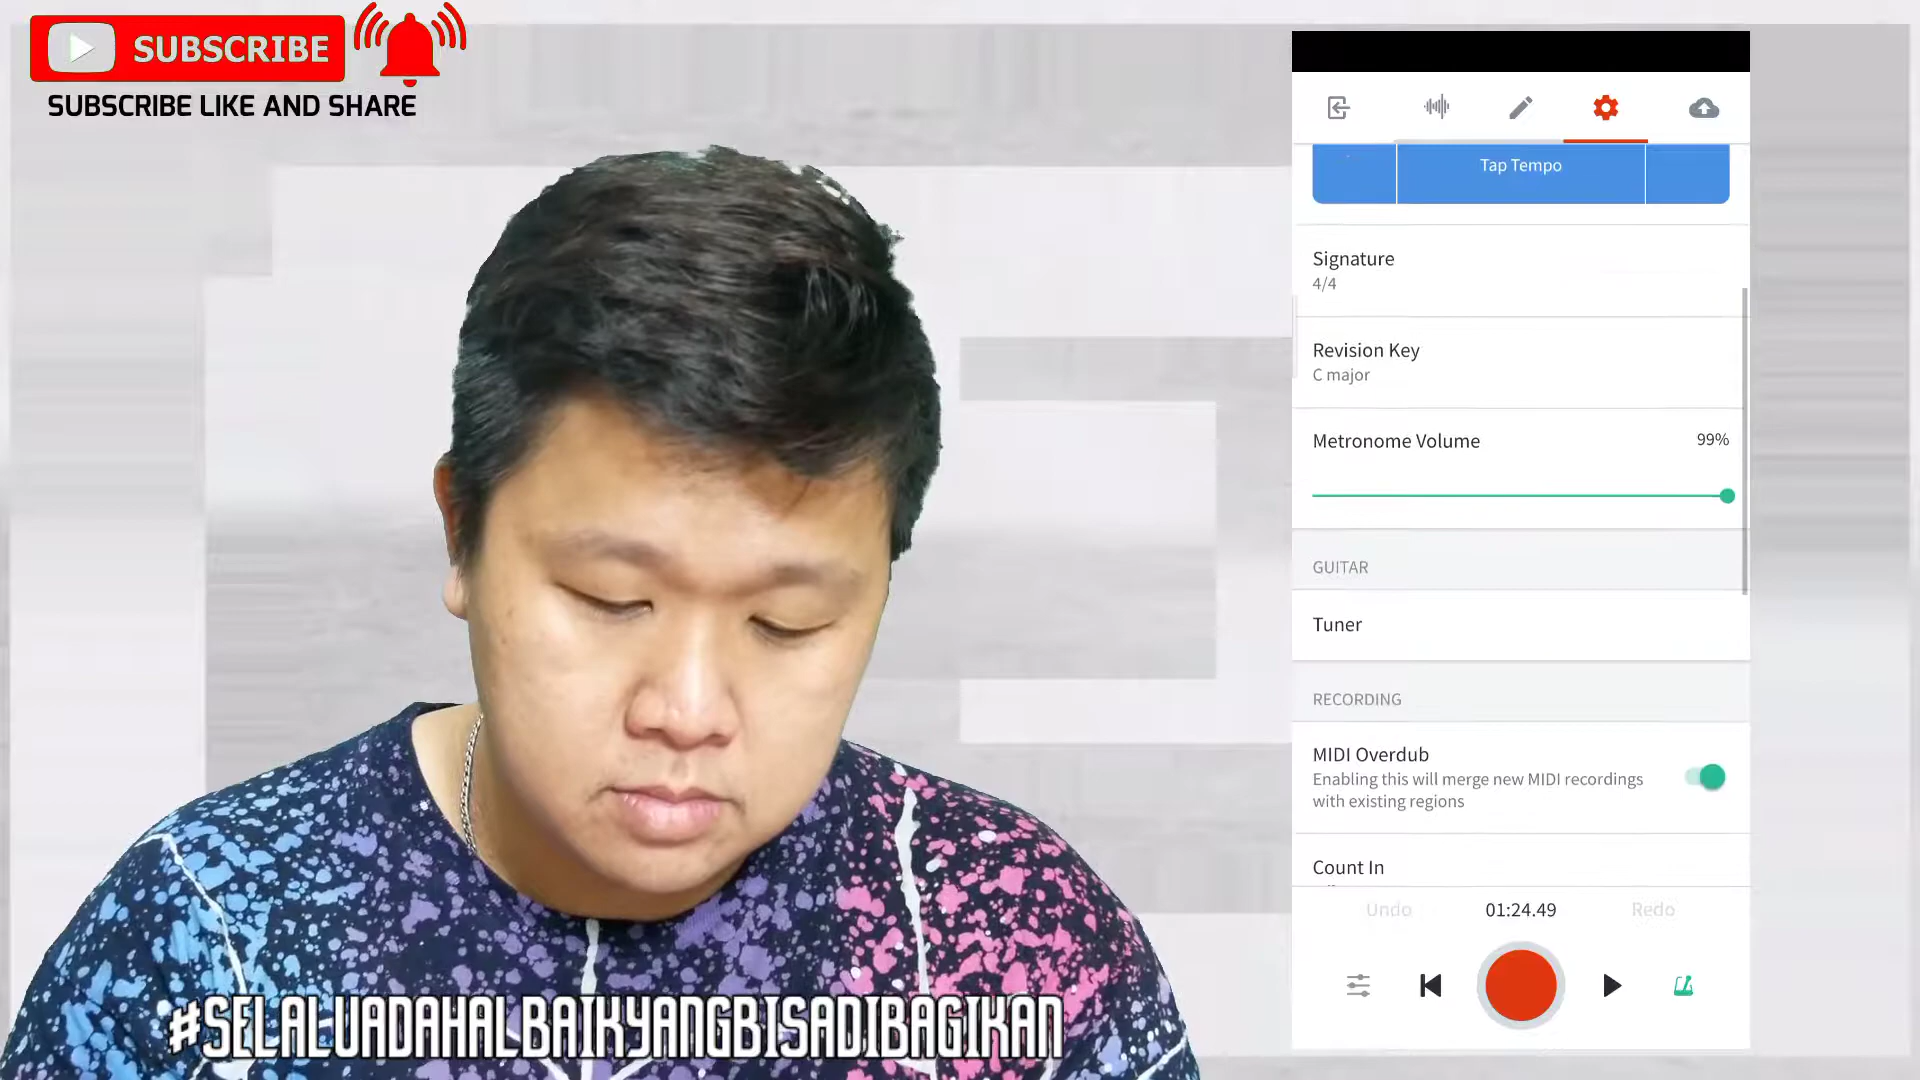 SUBSCRIBE
SUBSCRIBE LIKE AND SHARE
Tap Tempo
Signature
4/4
Revision Key
C major
Metronome Volume 99%
GUITAR
Tuner
RECORDING
MIDI Overdub
Enabling this will merge new MIDI recordings
with existing regions
Count In
Undo 01:24.49 Redo
#SELALUADAHALBAIKYANGBISADIBAGIKAN